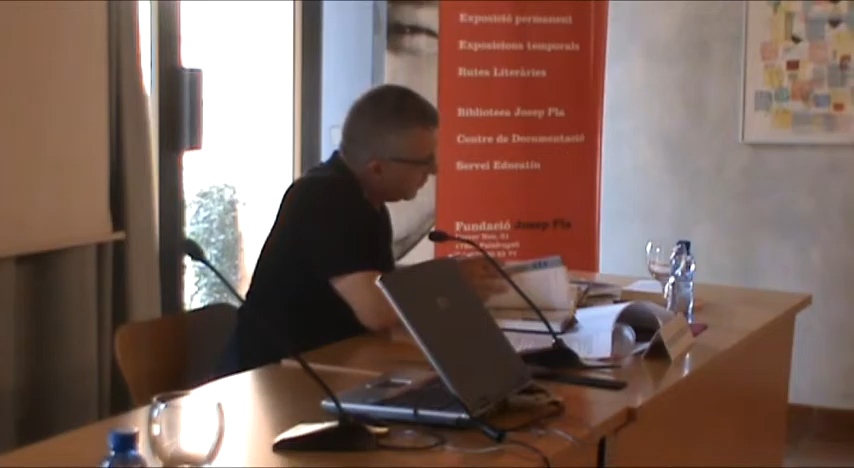 Exposició permanent
Exposicions temporals
Rutes Literàries
Biblioteca Josep Pla
Centre de Documentació
Servei Educatiu
Fundació Josep Pla